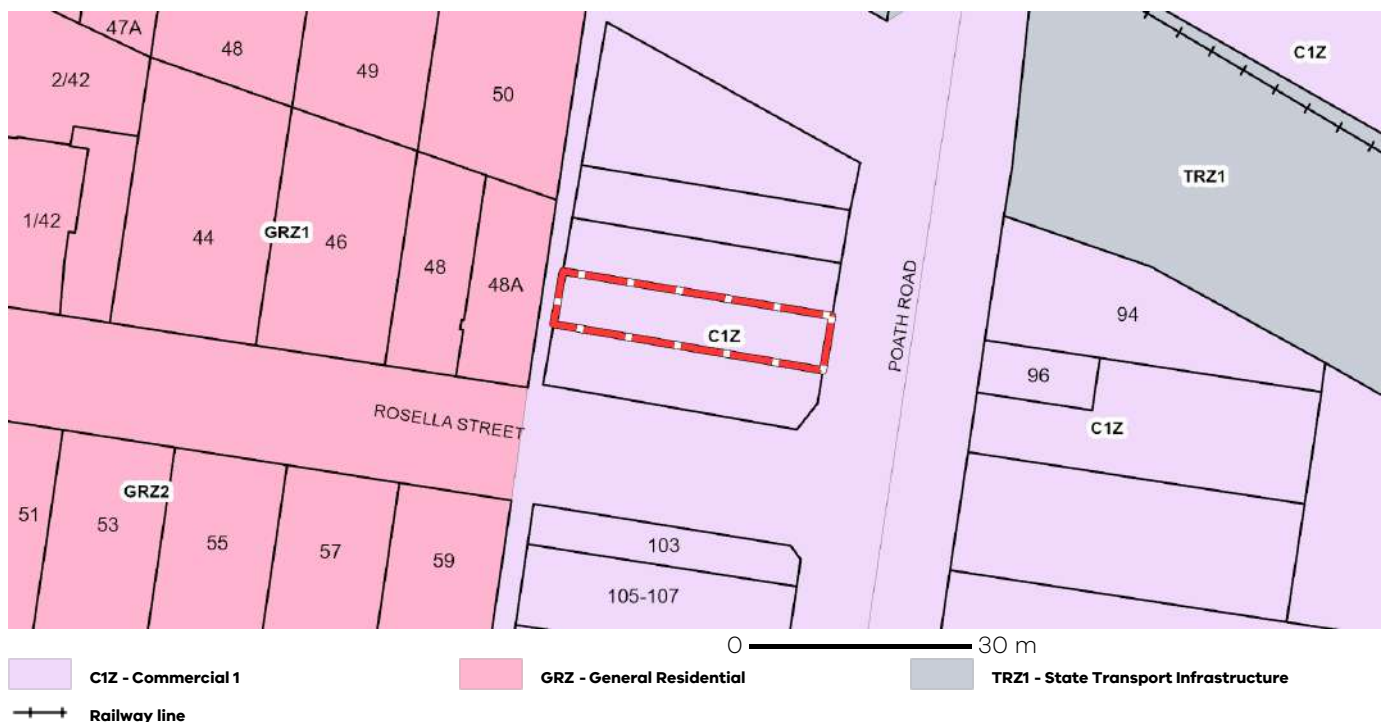 47A
48
49
50
C1Z
2/42
TRZ1
1/42
44
GRZ1
46
48
48A
POATH ROAD
C1Z
94
96
C1Z
ROSELLA STREET
GRZ2
51
53
55
57
59
103
105-107
0 30 m
C1Z - Commercial 1
GRZ - General Residential
TRZ1 - State Transport Infrastructure
Railway line